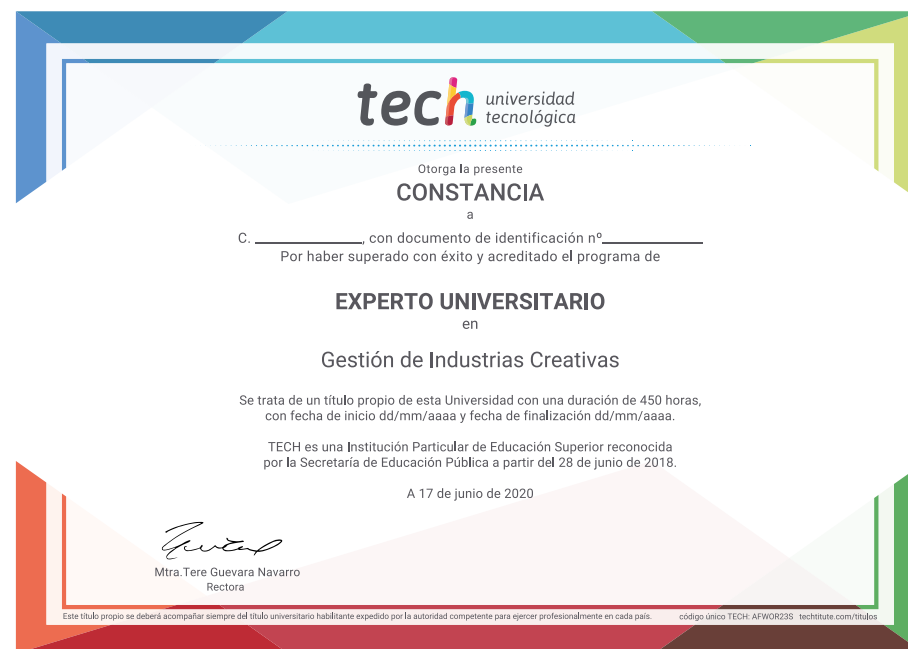 tech universidad
tecnológica
Otorga la presente
CONSTANCIA
a
C. ____________, con documento de identificación nº____________
Por haber superado con éxito y acreditado el programa de
EXPERTO UNIVERSITARIO
en
Gestión de Industrias Creativas
Se trata de un título propio de esta Universidad con una duración de 450 horas,
con fecha de inicio dd/mm/aaaa y fecha de finalización dd/mm/aaaa.
TECH es una Institución Particular de Educación Superior reconocida
por la Secretaría de Educación Pública a partir del 28 de junio de 2018.
A 17 de junio de 2020
Mtra.Tere Guevara Navarro
Rectora
Este título propio se deberá acompañar siempre del título universitario habilitante expedido por la autoridad competente para ejercer profesionalmente en cada país. código único TECH: AFWOR23S techtitute.com/titulos